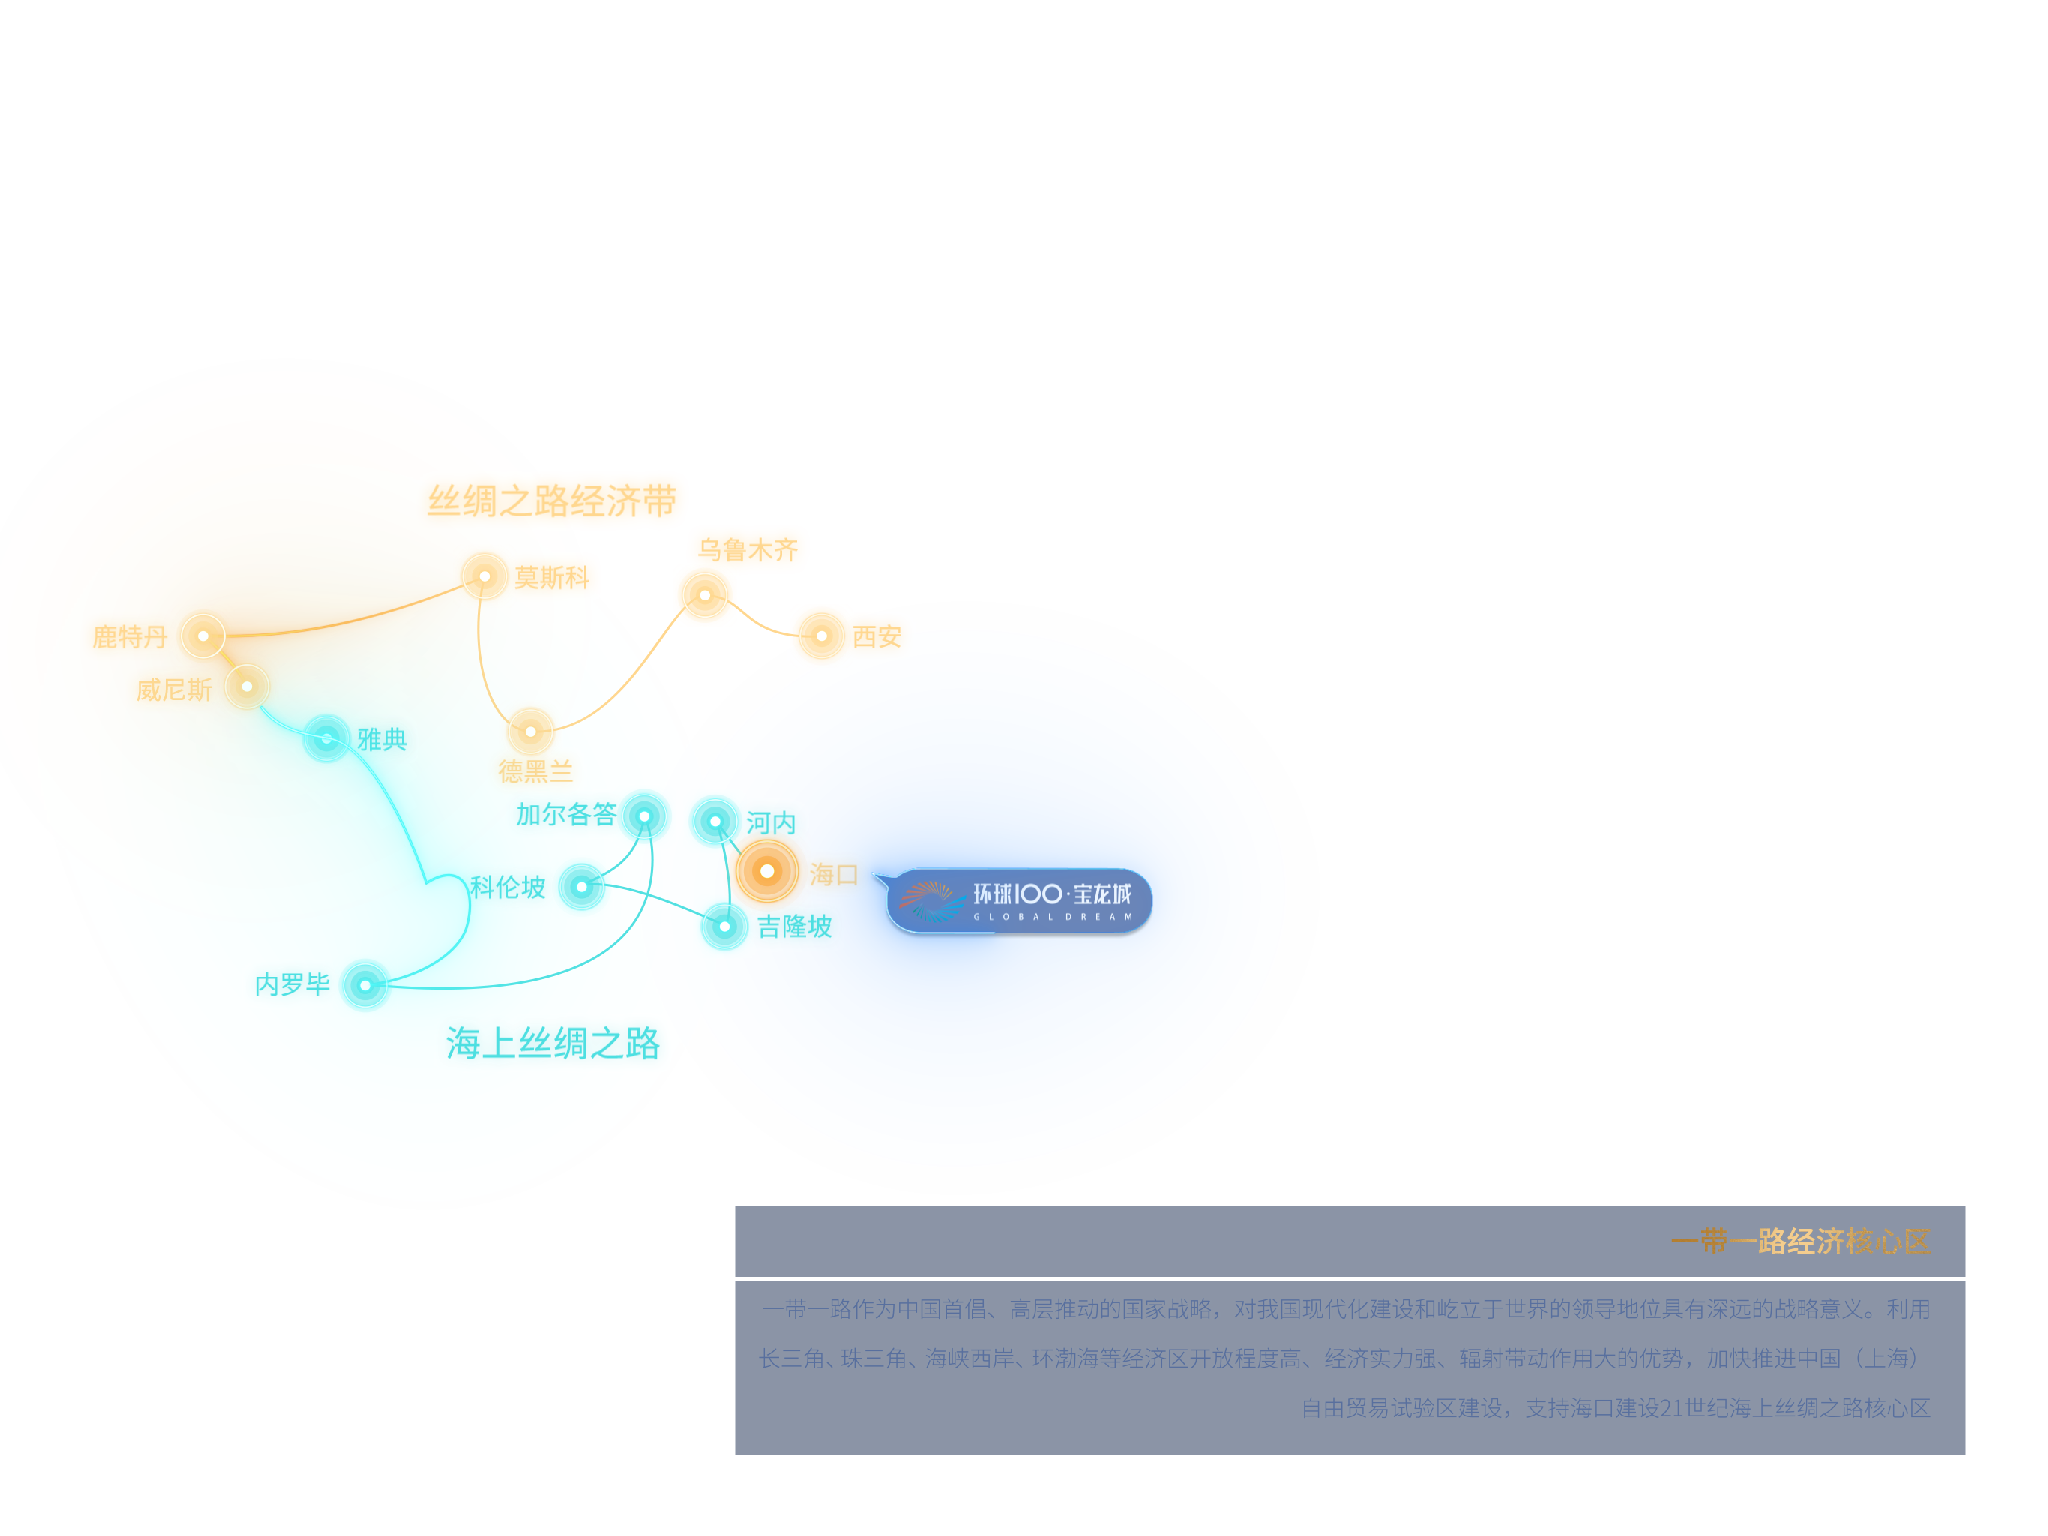 丝绸之路经济带
乌鲁木齐
莫斯科
鹿特丹
西安
威尼斯
雅典
德黑兰
加尔各答
河内
海口
科伦坡
环球100·宝龙城
GLOBAL DREAM
吉隆坡
内罗毕
海上丝绸之路
一带一路经济核心区
一带一路作为中国首倡、高层推动的国家战略，对我国现代化建设和屹立于世界的领导地位具有深远的战略意义。利用
长三角、珠三角、海峡西岸、环渤海等经济区开放程度高、经济实力强、辐射带动作用大的优势，加快推进中国（上海）
自由贸易试验区建设，支持海口建设21世纪海上丝绸之路核心区